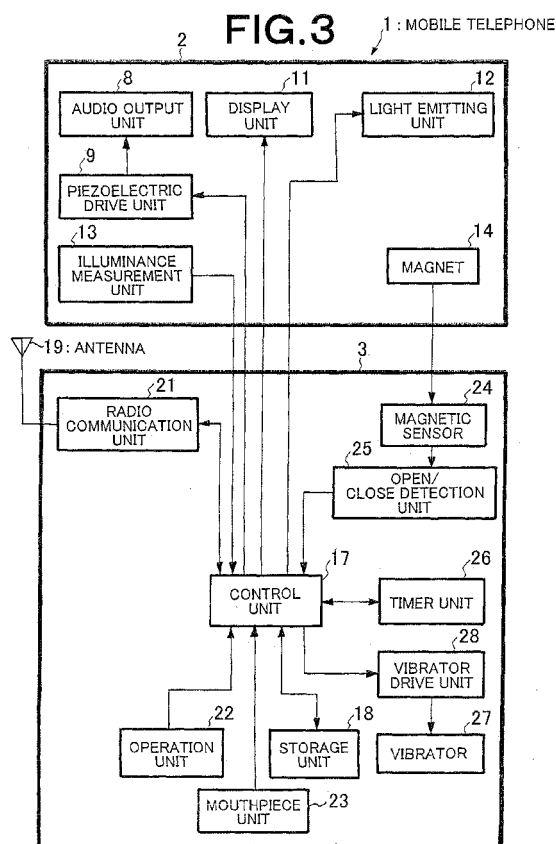 FIG.3
1 : MOBILE TELEPHONE
2
8
11
12
AUDIO OUTPUT
UNIT
DISPLAY
UNIT
LIGHT EMITTING
UNIT
9
PIEZOELECTRIC
DRIVE UNIT
13
14
ILLUMINANCE
MEASUREMENT
UNIT
MAGNET
19 : ANTENNA
3
21
24
RADIO
COMMUNICATION
UNIT
MAGNETIC
SENSOR
25
OPEN/
CLOSE DETECTION
UNIT
17
26
CONTROL
UNIT
TIMER UNIT
28
VIBRATOR
DRIVE UNIT
22
18
27
OPERATION
UNIT
STORAGE
UNIT
VIBRATOR
MOUTHPIECE
UNIT
23